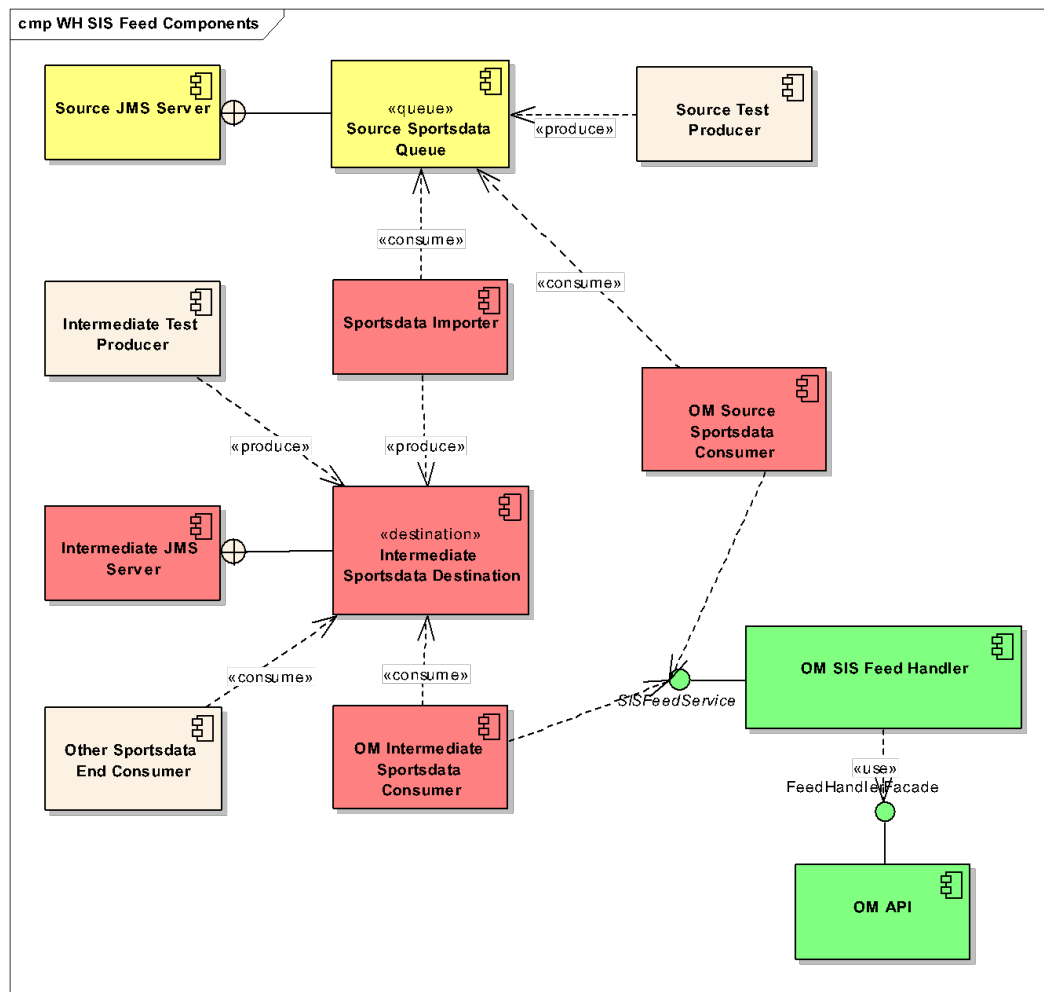 cmp WH SIS Feed Components
Source JMS Server
«queue»
Source Sportsdata
Queue
«produce»
Source Test
Producer
«consume»
«consume»
Intermediate Test
Producer
Sportsdata Importer
OM Source
Sportsdata
Consumer
«produce»
«produce»
Intermediate JMS
Server
«destination»
Intermediate
Sportsdata Destination
«consume»
«consume»
SISFeedService
OM SIS Feed Handler
Other Sportsdata
End Consumer
OM Intermediate
Sportsdata
Consumer
«use»
FeedHandlerFacade
OM API